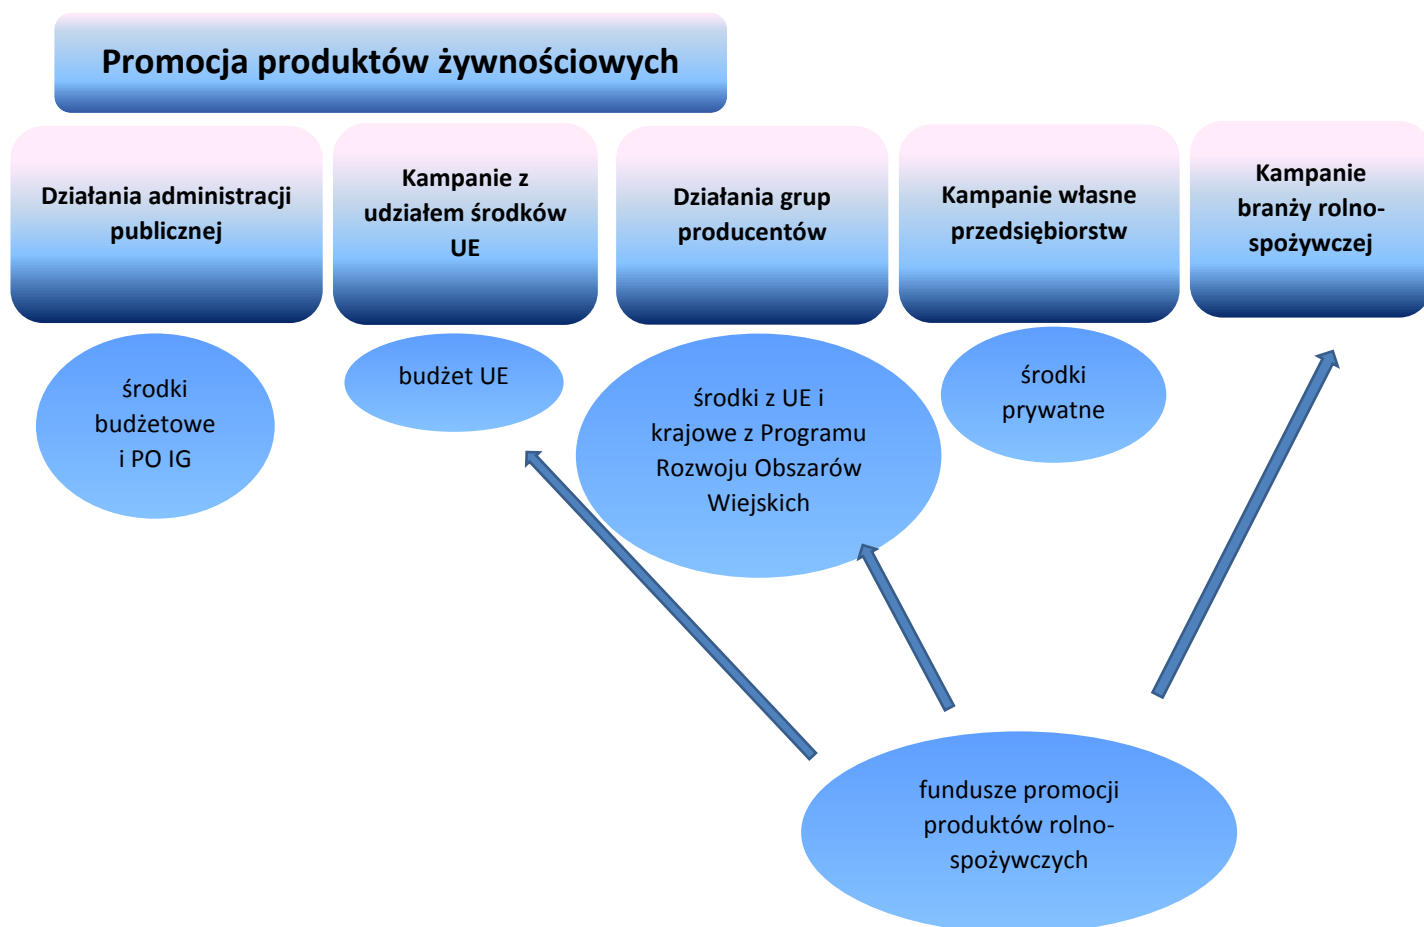 Promocja produktów żywnościowych
Działania administracji
publicznej
Kampanie z
udziałem środków
UE
Działania grup
producentów
Kampanie własne
przedsiębiorstw
Kampanie
branży rolno-
spożywczej
środki
budżetowe
i PO IG
budżet UE
środki z UE i
krajowe z Programu
Rozwoju Obszarów
Wiejskich
środki
prywatne
fundusze promocji
produktów rolno-
spożywczych